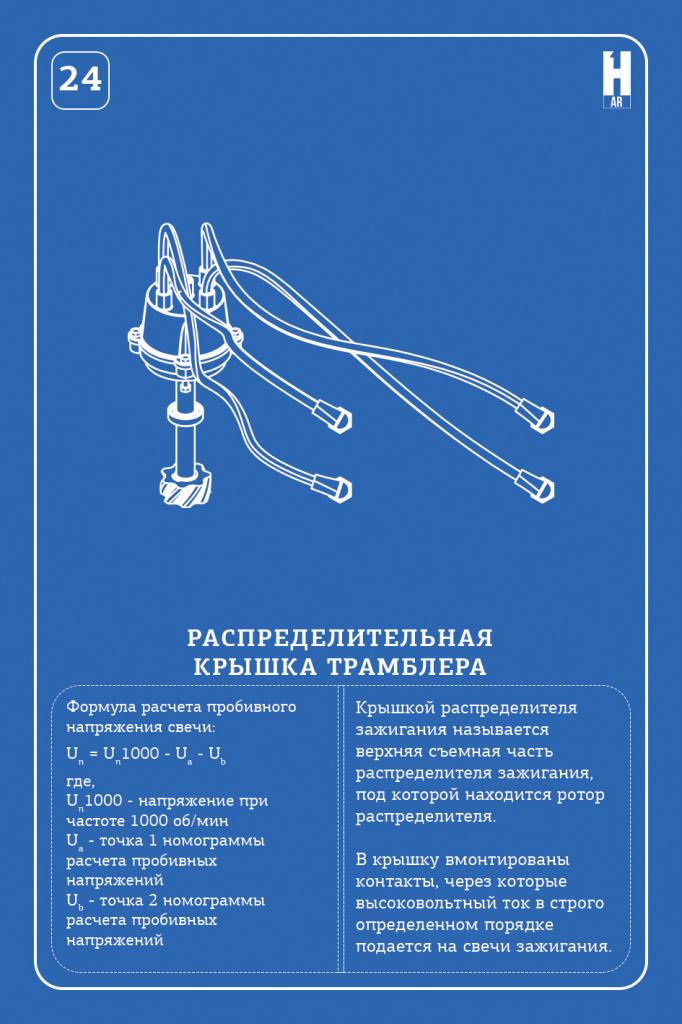 24
H
AR
РАСПРЕДЕЛИТЕЛЬНАЯ
КРЫШКА ТРАМБЛЕРА
Формула расчета пробивного
напряжения свечи:
Uₙ = Uₙ1000 - Uₐ - U_b
где,
Uₙ1000 - напряжение при
частоте 1000 об/мин
Uₐ - точка 1 номограммы
расчета пробивных
напряжений
U_b - точка 2 номограммы
расчета пробивных
напряжений
Крышкой распределителя
зажигания называется
верхняя съемная часть
распределителя зажигания,
под которой находится ротор
распределителя.
В крышку вмонтированы
контакты, через которые
высоковольтный ток в строго
определенном порядке
подается на свечи зажигания.